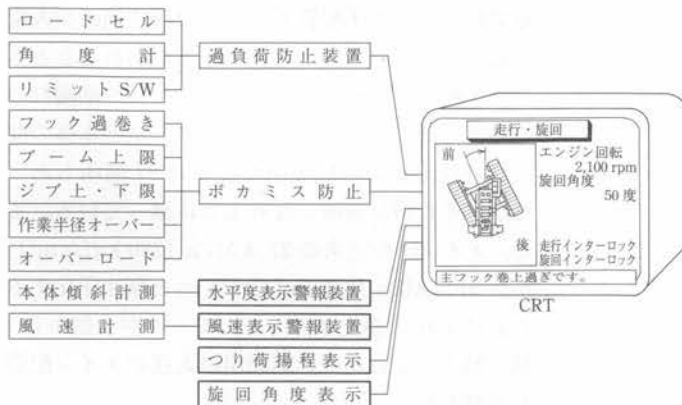 ロードセル
角度計
過負荷防止装置
リミットS/W
フック過巻き
ブーム上限
ジブ上・下限
ポカミス防止
作業半径オーバー
オーバーロード
本体傾斜計測
水平度表示警報装置
風速計測
風速表示警報装置
つり荷揚程表示
旋回角度表示
走行・旋回
前
エンジン回転
2,100 rpm
旋回角度
50 度
後
走行インターロック
旋回インターロック
主フック巻上過ぎです。
CRT